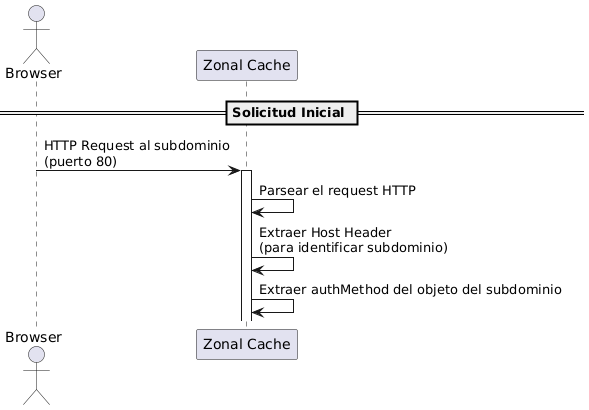 Browser
Zonal Cache
Solicitud Inicial
HTTP Request al subdominio
(puerto 80)
Parsear el request HTTP
Extraer Host Header
(para identificar subdominio)
Extraer authMethod del objeto del subdominio
Browser
Zonal Cache